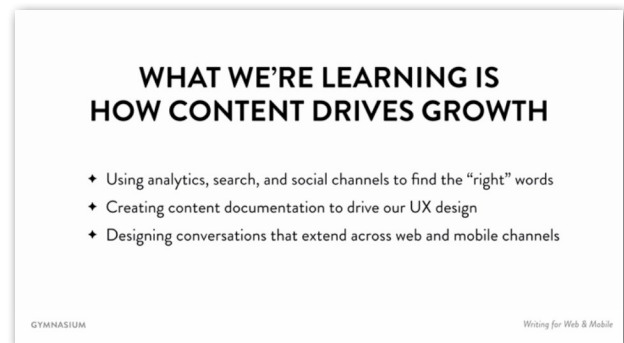 WHAT WE’RE LEARNING IS
HOW CONTENT DRIVES GROWTH
✦ Using analytics, search, and social channels to find the “right” words
✦ Creating content documentation to drive our UX design
✦ Designing conversations that extend across web and mobile channels
GYMNASIUM
Writing for Web & Mobile